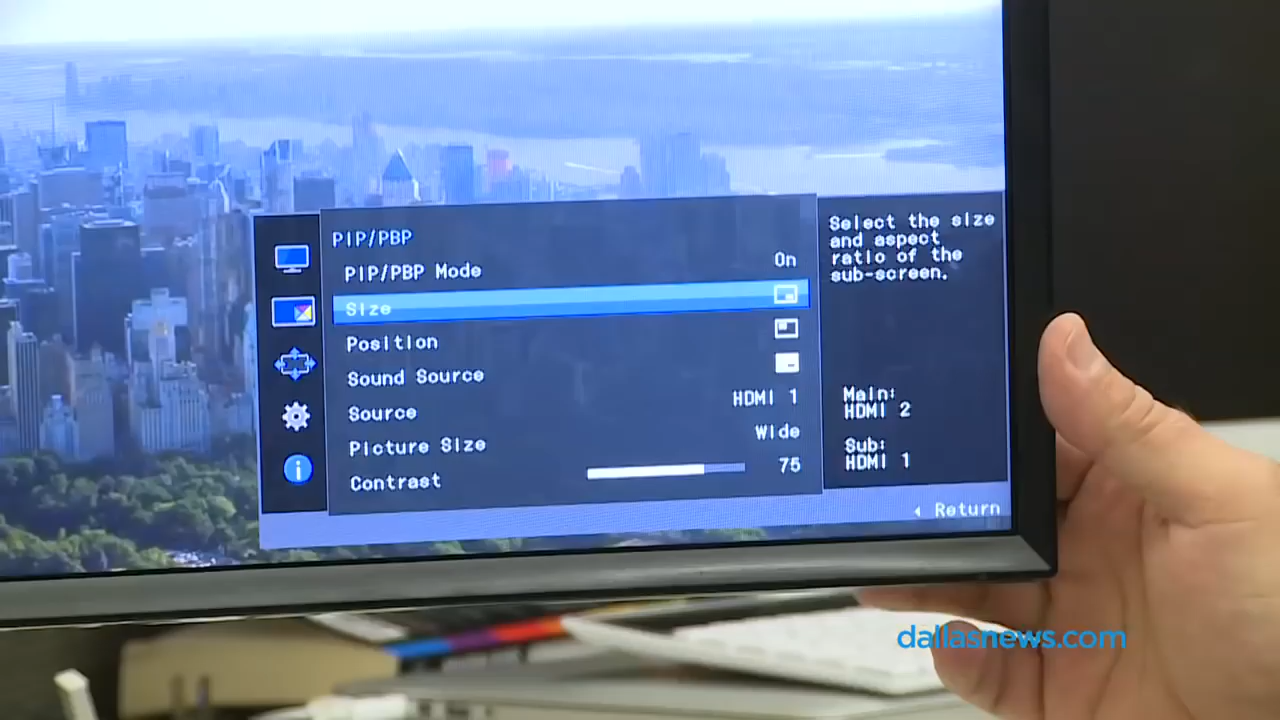 PIP/PBP
PIP/PBP Mode On
Size
Position
Sound Source
Source HDMI 1
Picture Size Wide
Contrast 75
Select the size
and aspect
ratio of the
sub-screen.
Main:
HDMI 2
Sub:
HDMI 1
Return
dallasnews.com